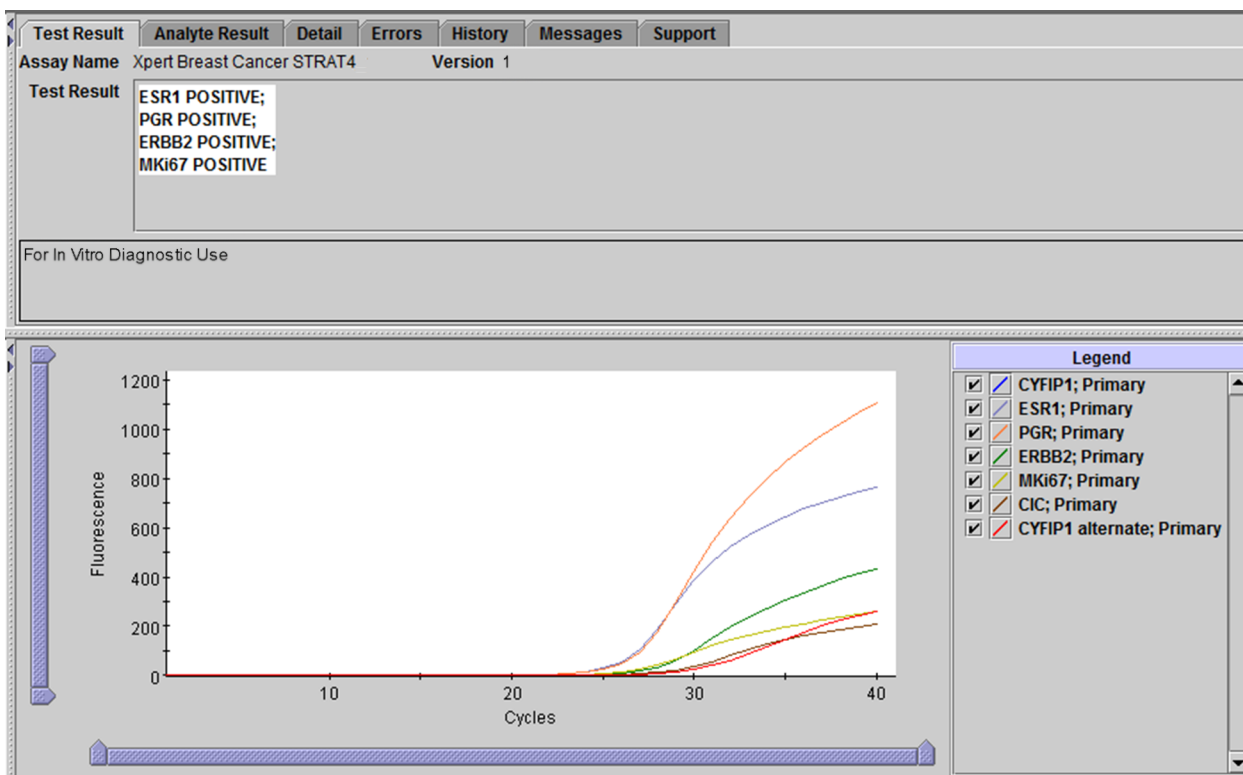 Test Result Analyte Result Detail Errors History Messages Support
Assay Name Xpert Breast Cancer STRAT4 Version 1
Test Result
ESR1 POSITIVE;
PGR POSITIVE;
ERBB2 POSITIVE;
MKi67 POSITIVE
For In Vitro Diagnostic Use
1200
1000
800
600
400
200
0
Fluorescence
10 20 30 40
Cycles
Legend
CYFIP1; Primary
ESR1; Primary
PGR; Primary
ERBB2; Primary
MKi67; Primary
CIC; Primary
CYFIP1 alternate; Primary